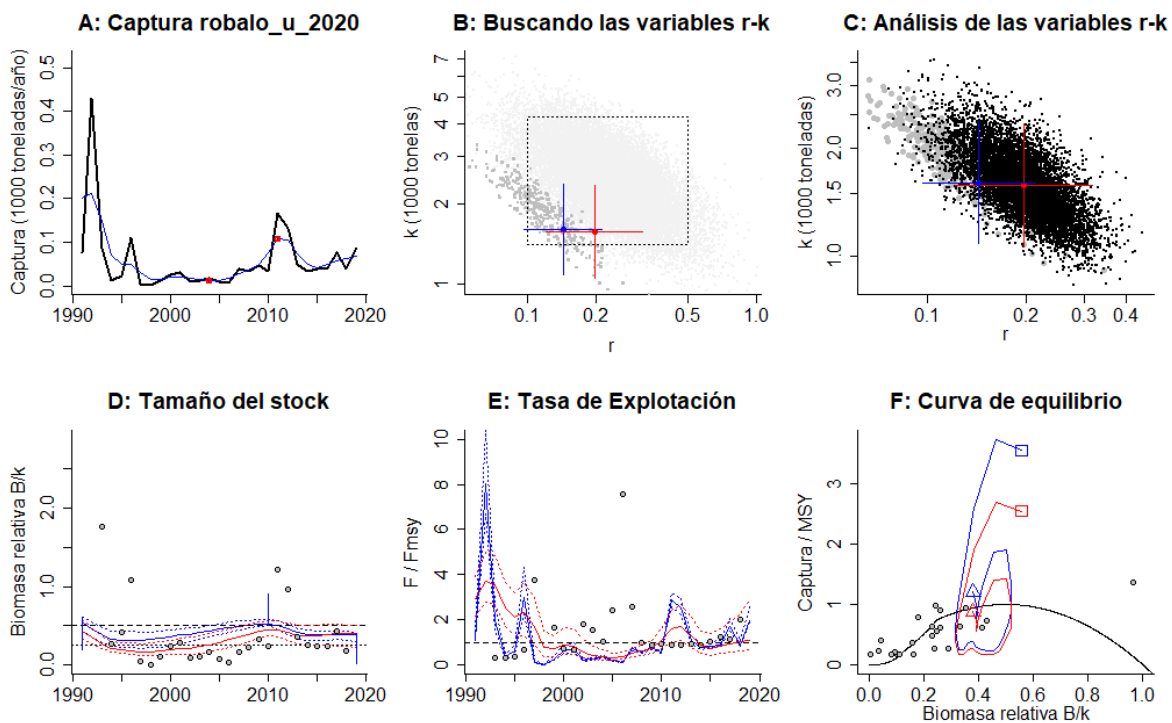 A: Captura robalo_u_2020
Captura (1000 toneladas/año)
0.5
0.4
0.3
0.2
0.1
0.0
1990 2000 2010 2020
B: Buscando las variables r-k
k (1000 tonelas)
7
5
4
3
2
1
0.1 0.2 0.5 1.0
r
C: Análisis de las variables r-k
k (1000 toneladas)
3.0
2.0
1.5
1.0
0.1 0.2 0.3 0.4
r
D: Tamaño del stock
Biomasa relativa B/k
2.0
1.0
0.0
1990 2000 2010 2020
E: Tasa de Explotación
F / Fmsy
10
8
6
4
2
0
1990 2000 2010 2020
F: Curva de equilibrio
Captura / MSY
3
2
1
0
0.0 0.2 0.4 0.6 0.8 1.0
Biomasa relativa B/k